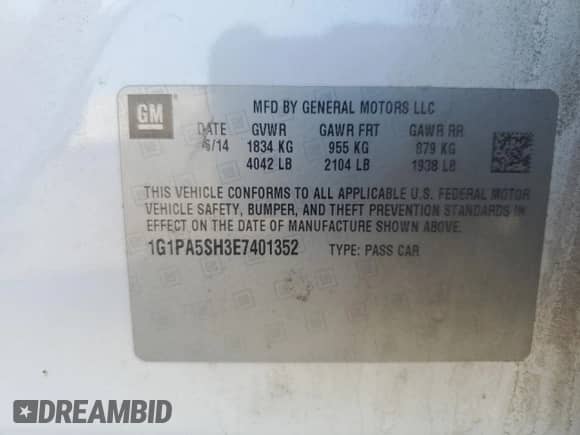 GM
MFD BY GENERAL MOTORS LLC
DATE GVWR GAWR FRT GAWR RR
5/14 1834 KG 955 KG 879 KG
4042 LB 2104 LB 1938 LB
THIS VEHICLE CONFORMS TO ALL APPLICABLE U.S. FEDERAL MOTOR
VEHICLE SAFETY, BUMPER, AND THEFT PREVENTION STANDARDS IN
EFFECT ON THE DATE OF MANUFACTURE SHOWN ABOVE.
1G1PA5SH3E7401352 TYPE: PASS CAR
DREAMBID